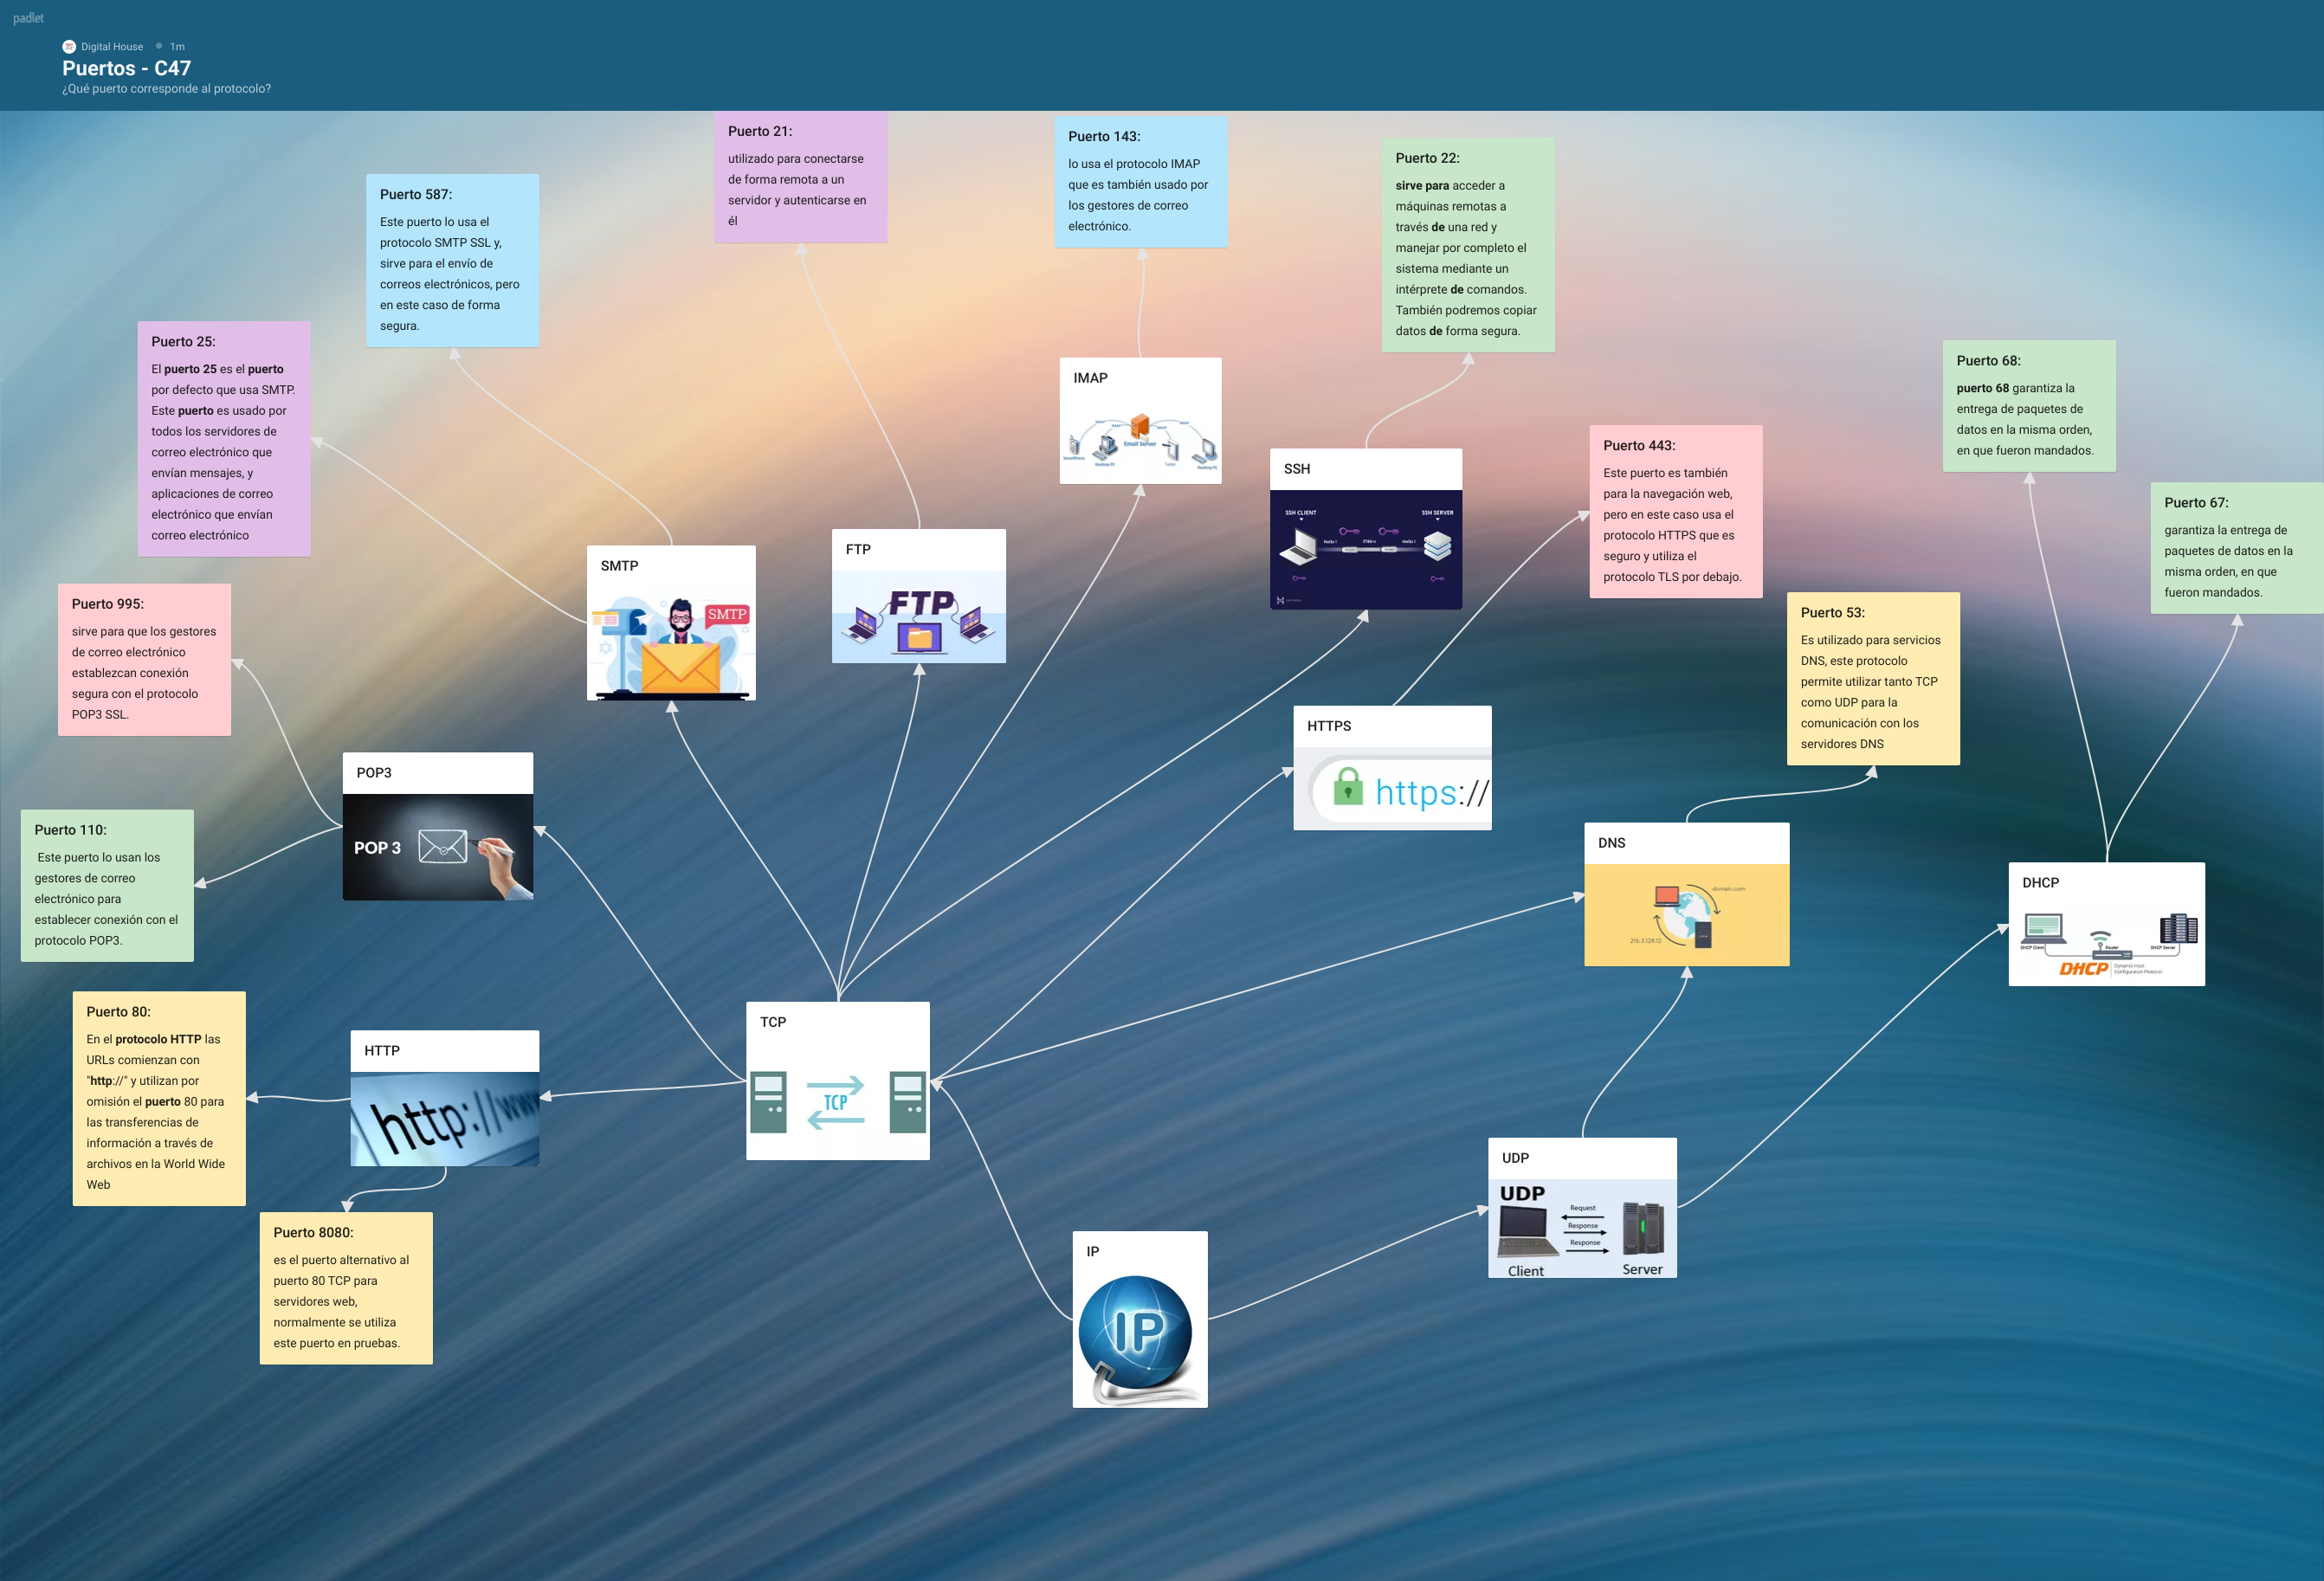 padlet
Digital House 1m
Puertos - C47
¿Qué puerto corresponde al protocolo?
Puerto 21:
utilizado para conectarse
de forma remota a un
servidor y autenticarse en
él
Puerto 143:
lo usa el protocolo IMAP
que es también usado por
los gestores de correo
electrónico.
Puerto 22:
sirve para acceder a
máquinas remotas a
través de una red y
manejar por completo el
sistema mediante un
intérprete de comandos.
También podremos copiar
datos de forma segura.
Puerto 587:
Este puerto lo usa el
protocolo SMTP SSL y,
sirve para el envío de
correos electrónicos, pero
en este caso de forma
segura.
Puerto 25:
El puerto 25 es el puerto
por defecto que usa SMTP.
Este puerto es usado por
todos los servidores de
correo electrónico que
envían mensajes, y
aplicaciones de correo
electrónico que envían
correo electrónico
IMAP
Email Server
SSH
SSH CLIENT
SSH SERVER
Puerto 443:
Este puerto es también
para la navegación web,
pero en este caso usa el
protocolo HTTPS que es
seguro y utiliza el
protocolo TLS por debajo.
Puerto 68:
puerto 68 garantiza la
entrega de paquetes de
datos en la misma orden,
en que fueron mandados.
Puerto 67:
garantiza la entrega de
paquetes de datos en la
misma orden, en que
fueron mandados.
Puerto 995:
sirve para que los gestores
de correo electrónico
establezcan conexión
segura con el protocolo
POP3 SSL.
SMTP
SMTP
FTP
FTP
Puerto 53:
Es utilizado para servicios
DNS, este protocolo
permite utilizar tanto TCP
como UDP para la
comunicación con los
servidores DNS
HTTPS
https://
POP3
POP 3
Puerto 110:
Este puerto lo usan los
gestores de correo
electrónico para
establecer conexión con el
protocolo POP3.
DNS
domain.com
216.3.128.12
DHCP
DHCP Client
Router
DHCP Server
DHCP
Dynamic Host
Configuration Protocol
Puerto 80:
En el protocolo HTTP las
URLs comienzan con
"http://" y utilizan por
omisión el puerto 80 para
las transferencias de
información a través de
archivos en la World Wide
Web
HTTP
http://www
TCP
TCP
UDP
UDP
Request
Response
Response
Client
Server
Puerto 8080:
es el puerto alternativo al
puerto 80 TCP para
servidores web,
normalmente se utiliza
este puerto en pruebas.
IP
IP